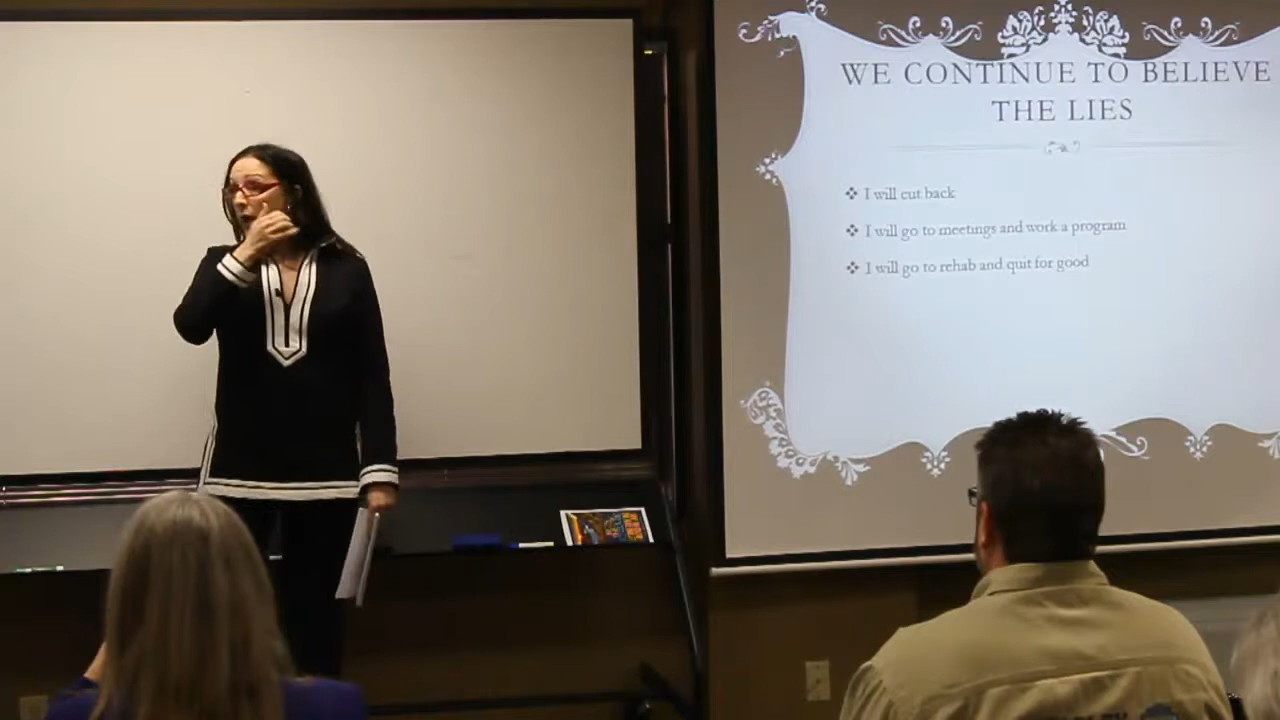 WE CONTINUE TO BELIEVE
THE LIES
❖ I will cut back
❖ I will go to meetings and work a program
❖ I will go to rehab and quit for good